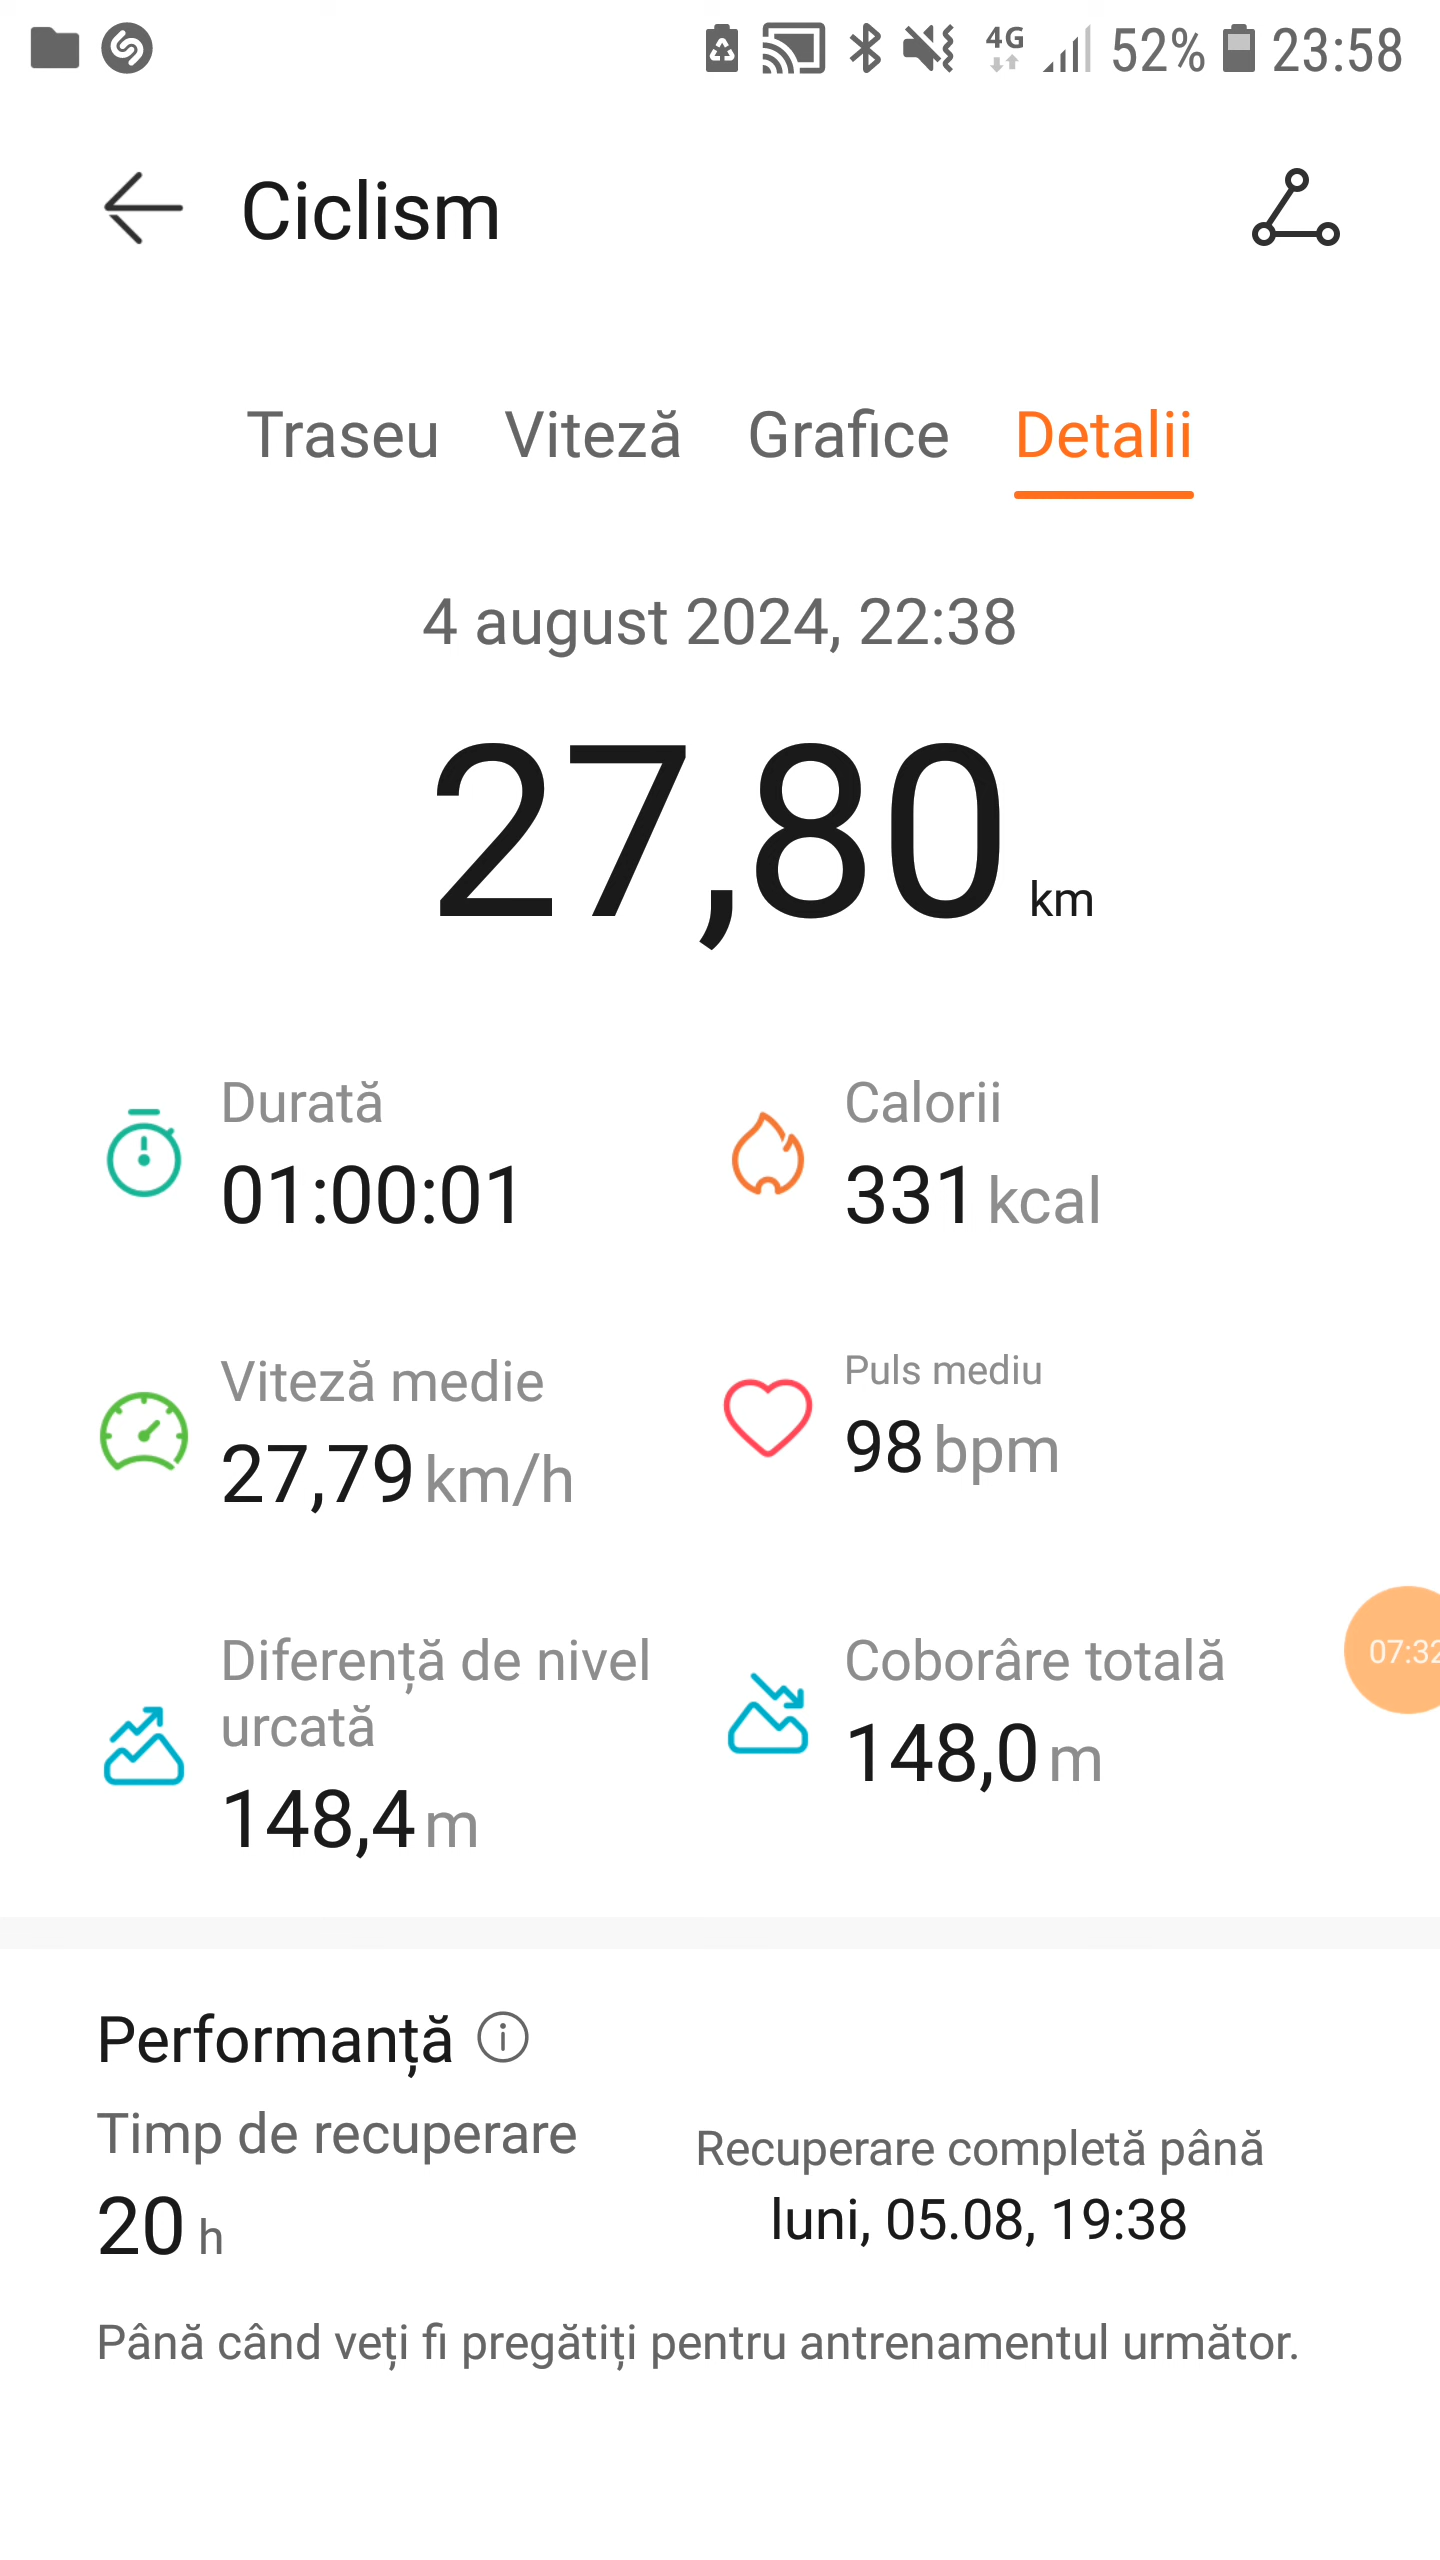 4G 52% 23:58
Ciclism
Traseu Viteză Grafice Detalii
4 august 2024, 22:38
27,80 km
Durată
01:00:01
Calorii
331 kcal
Viteză medie
27,79 km/h
Puls mediu
98 bpm
Diferență de nivel
urcată
148,4 m
Coborâre totală
148,0 m
07:32
Performanță
Timp de recuperare
20 h
Recuperare completă până
luni, 05.08, 19:38
Până când veți fi pregătiți pentru antrenamentul următor.